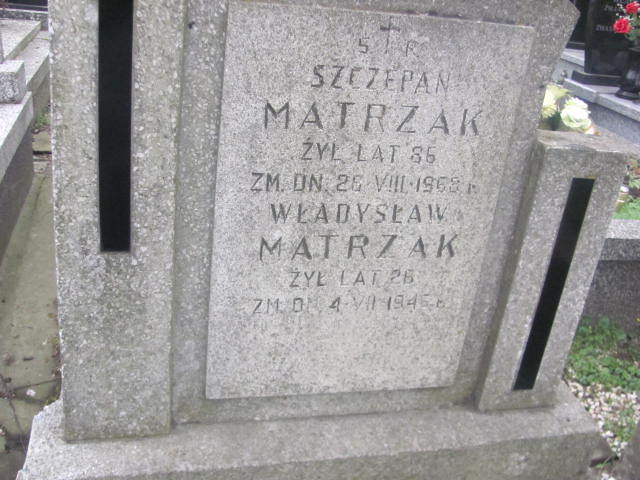 Ś † P.
SZCZEPAN
MATRZAK
ŻYŁ LAT 86
ZM. DN. 26 VIII 1968 r.
WŁADYSŁAW
MATRZAK
ŻYŁ LAT 26
ZM. DN. 4 VII 1945 r.